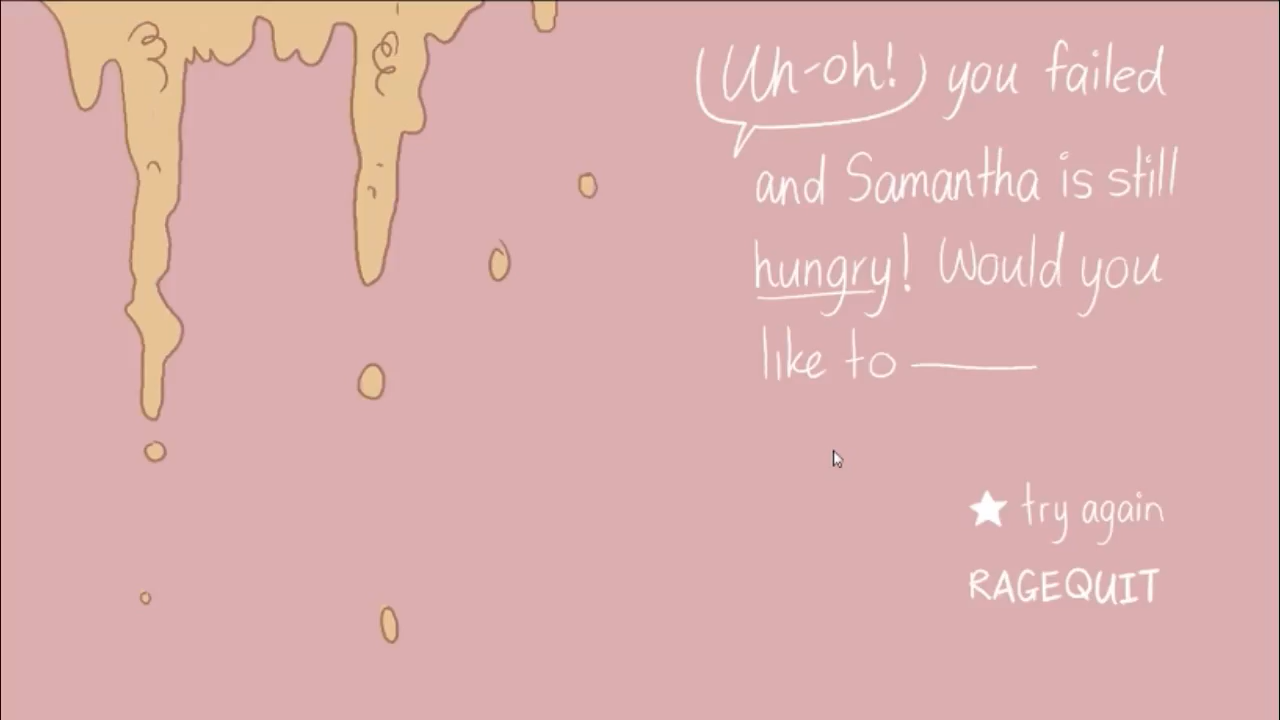 Uh-oh! you failed
and Samantha is still
hungry! Would you
like to ____
★ try again
RAGEQUIT